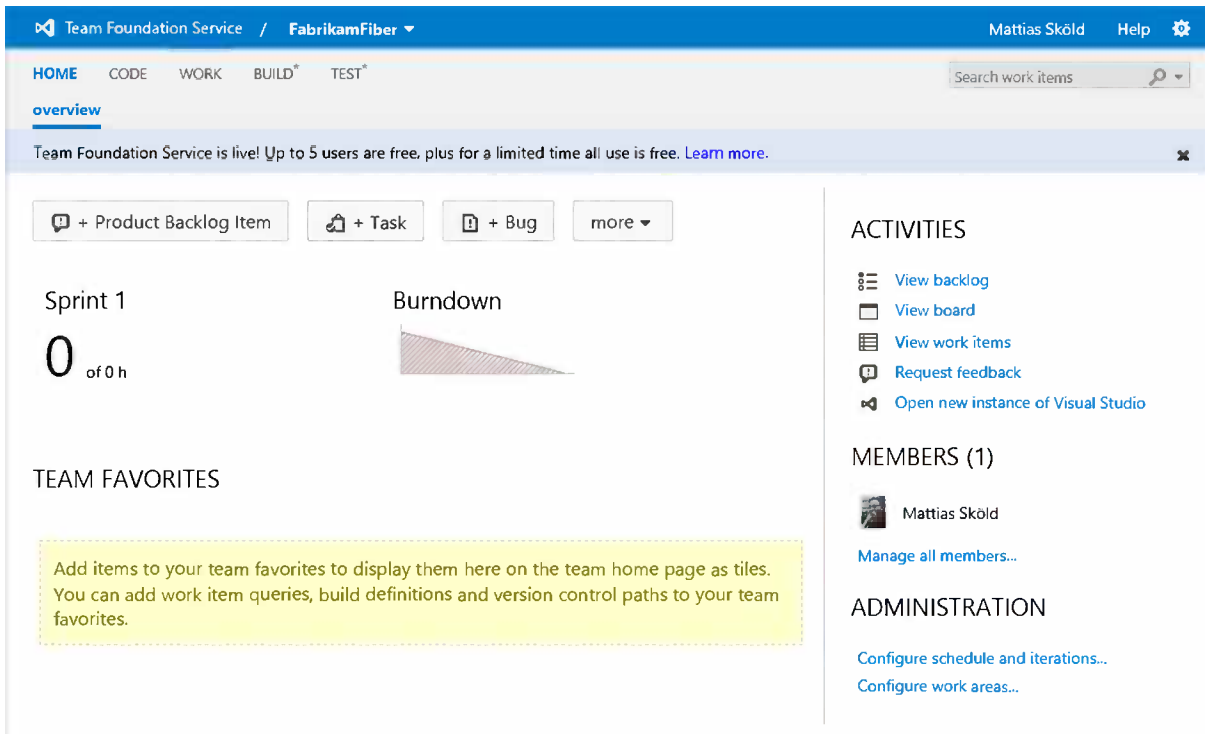 Team Foundation Service / FabrikamFiber
Mattias Sköld Help
HOME CODE WORK BUILD* TEST*
Search work items
overview
Team Foundation Service is live! Up to 5 users are free, plus for a limited time all use is free. Learn more.
+ Product Backlog Item + Task + Bug more
Sprint 1
0 of 0 h
Burndown
TEAM FAVORITES
Add items to your team favorites to display them here on the team home page as tiles.
You can add work item queries, build definitions and version control paths to your team
favorites.
ACTIVITIES
View backlog
View board
View work items
Request feedback
Open new instance of Visual Studio
MEMBERS (1)
Mattias Sköld
Manage all members...
ADMINISTRATION
Configure schedule and iterations...
Configure work areas...